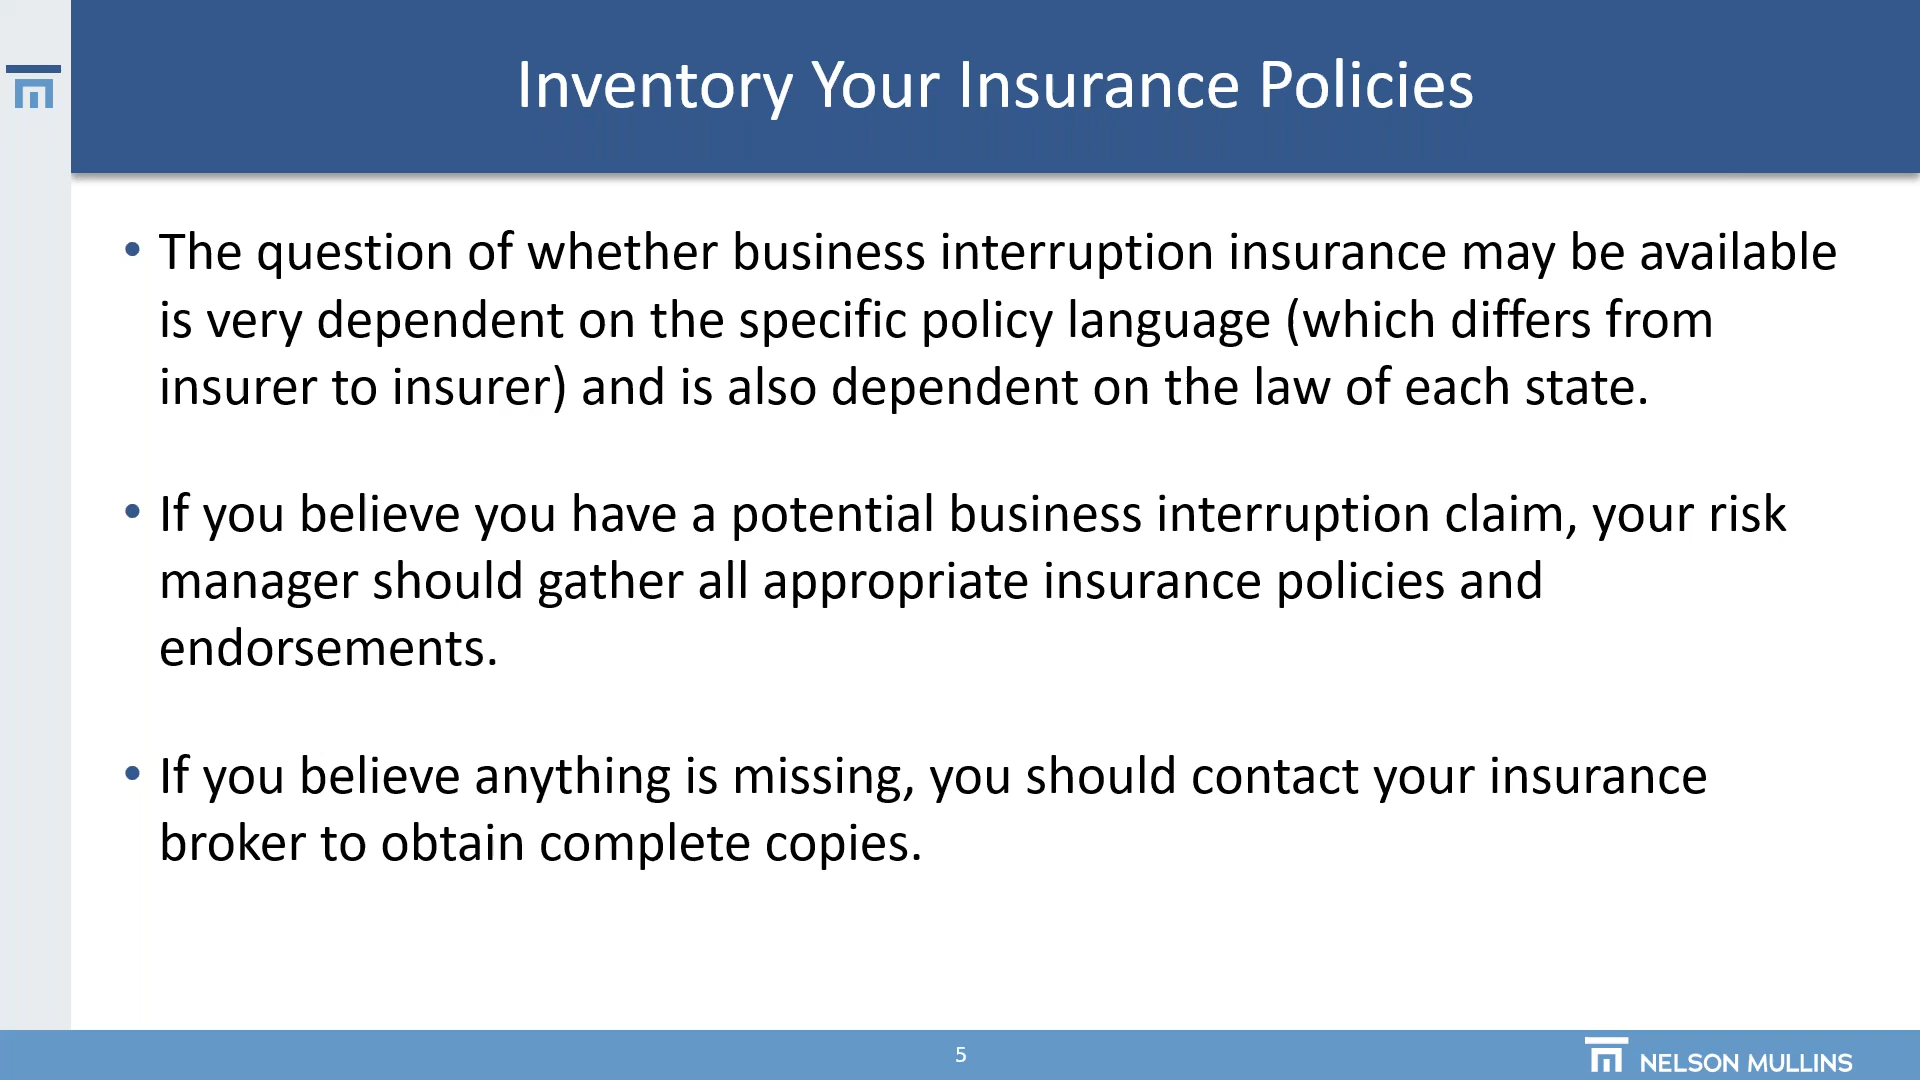 Inventory Your Insurance Policies
• The question of whether business interruption insurance may be available
is very dependent on the specific policy language (which differs from
insurer to insurer) and is also dependent on the law of each state.
• If you believe you have a potential business interruption claim, your risk
manager should gather all appropriate insurance policies and
endorsements.
• If you believe anything is missing, you should contact your insurance
broker to obtain complete copies.
5
NELSON MULLINS